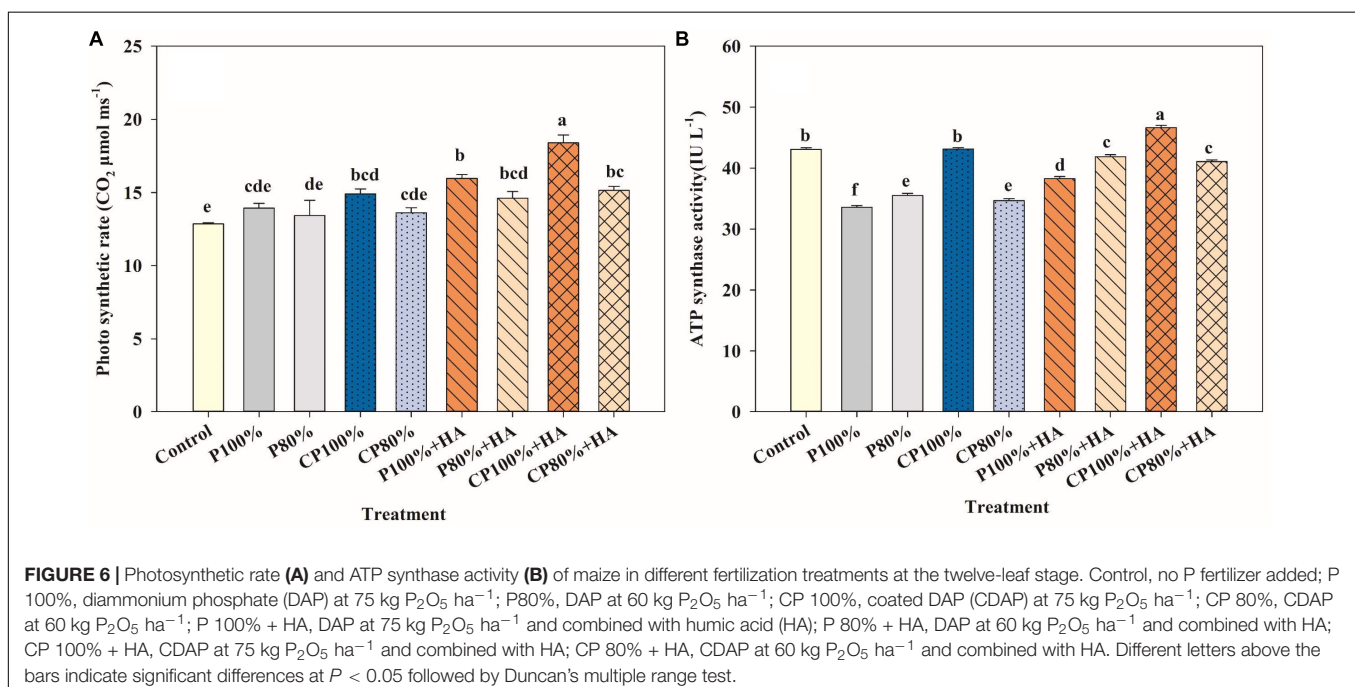 A
Photo synthetic rate (CO₂ μmol ms⁻¹)
25
20
15
10
5
0
e
cde
de
bcd
cde
b
bcd
a
bc
Control
P100%
P80%
CP100%
CP80%
P100%+HA
P80%+HA
CP100%+HA
CP80%+HA
Treatment
B
ATP synthase activity(IU L⁻¹)
60
50
40
30
20
10
0
b
f
e
b
e
d
c
a
c
Control
P100%
P80%
CP100%
CP80%
P100%+HA
P80%+HA
CP100%+HA
CP80%+HA
Treatment
FIGURE 6 | Photosynthetic rate (A) and ATP synthase activity (B) of maize in different fertilization treatments at the twelve-leaf stage. Control, no P fertilizer added; P
100%, diammonium phosphate (DAP) at 75 kg P₂O₅ ha⁻¹; P80%, DAP at 60 kg P₂O₅ ha⁻¹; CP 100%, coated DAP (CDAP) at 75 kg P₂O₅ ha⁻¹; CP 80%, CDAP
at 60 kg P₂O₅ ha⁻¹; P 100% + HA, DAP at 75 kg P₂O₅ ha⁻¹ and combined with humic acid (HA); P 80% + HA, DAP at 60 kg P₂O₅ ha⁻¹ and combined with HA;
CP 100% + HA, CDAP at 75 kg P₂O₅ ha⁻¹ and combined with HA; CP 80% + HA, CDAP at 60 kg P₂O₅ ha⁻¹ and combined with HA. Different letters above the
bars indicate significant differences at P < 0.05 followed by Duncan's multiple range test.